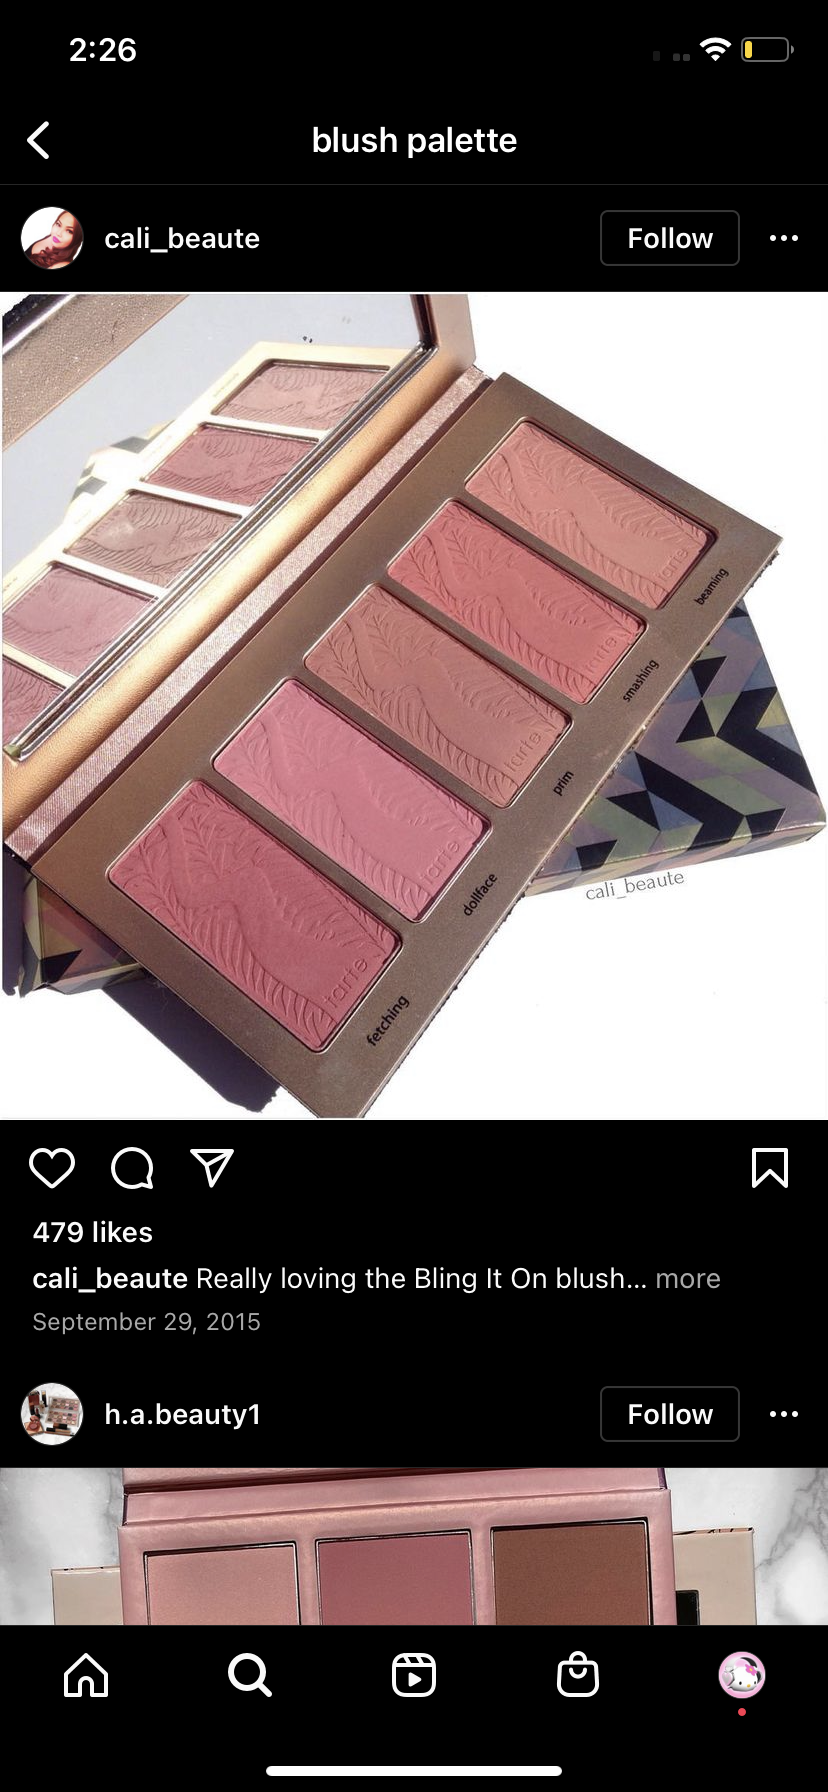 2:26
blush palette
cali_beaute
Follow
tarte
beaming
tarte
smashing
tarte
prim
tarte
dollface
tarte
fetching
cali_beaute
479 likes
cali_beaute Really loving the Bling It On blush... more
September 29, 2015
h.a.beauty1
Follow